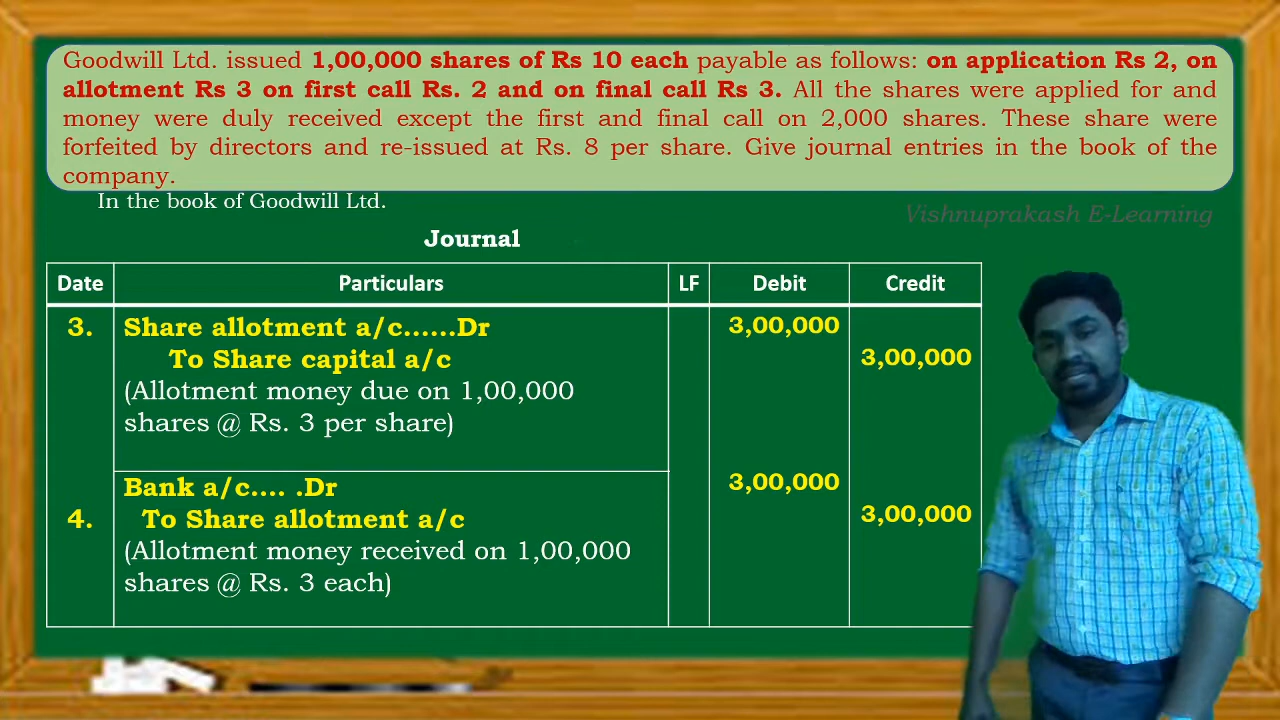 Goodwill Ltd. issued 1,00,000 shares of Rs 10 each payable as follows: on application Rs 2, on
allotment Rs 3 on first call Rs. 2 and on final call Rs 3. All the shares were applied for and
money were duly received except the first and final call on 2,000 shares. These share were
forfeited by directors and re-issued at Rs. 8 per share. Give journal entries in the book of the
company.
In the book of Goodwill Ltd.
Vishnuprakash E-Learning
Journal
Date Particulars LF Debit Credit
3. Share allotment a/c......Dr 3,00,000
To Share capital a/c 3,00,000
(Allotment money due on 1,00,000
shares @ Rs. 3 per share)
Bank a/c.... .Dr 3,00,000
4. To Share allotment a/c 3,00,000
(Allotment money received on 1,00,000
shares @ Rs. 3 each)